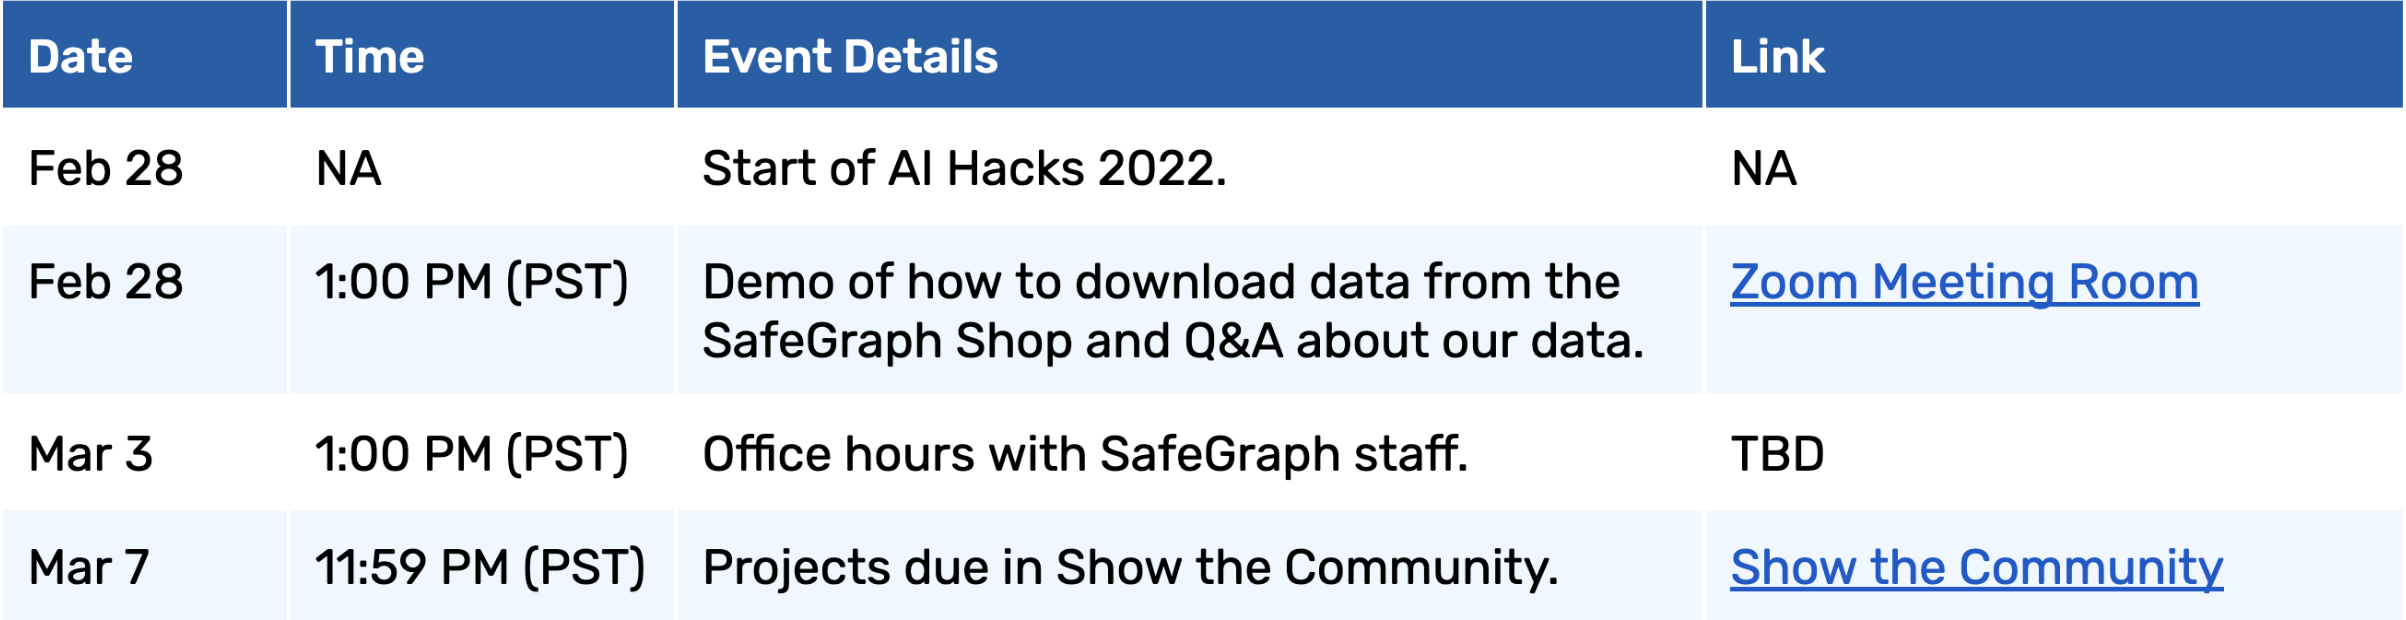 Date Time Event Details Link
Feb 28 NA Start of AI Hacks 2022. NA
Feb 28 1:00 PM (PST) Demo of how to download data from the Zoom Meeting Room
SafeGraph Shop and Q&A about our data.
Mar 3 1:00 PM (PST) Office hours with SafeGraph staff. TBD
Mar 7 11:59 PM (PST) Projects due in Show the Community. Show the Community